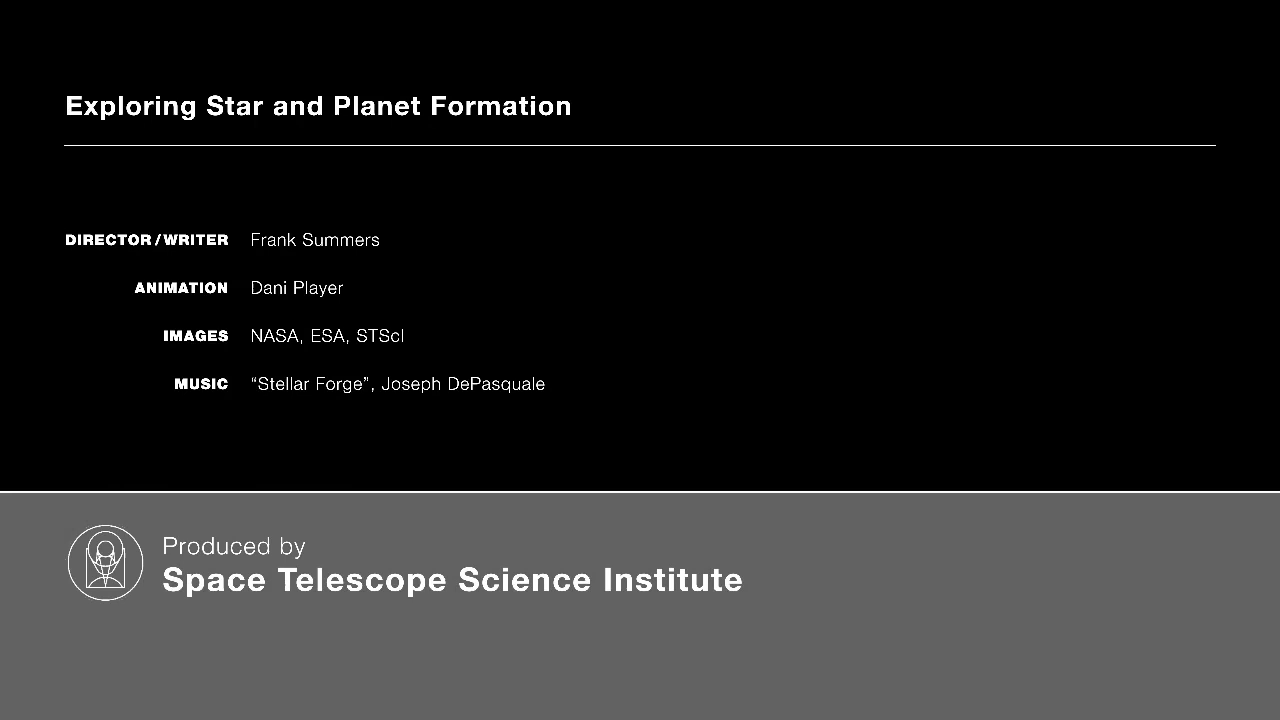 Exploring Star and Planet Formation
DIRECTOR/WRITER Frank Summers
ANIMATION Dani Player
IMAGES NASA, ESA, STScI
MUSIC “Stellar Forge”, Joseph DePasquale
Produced by
Space Telescope Science Institute